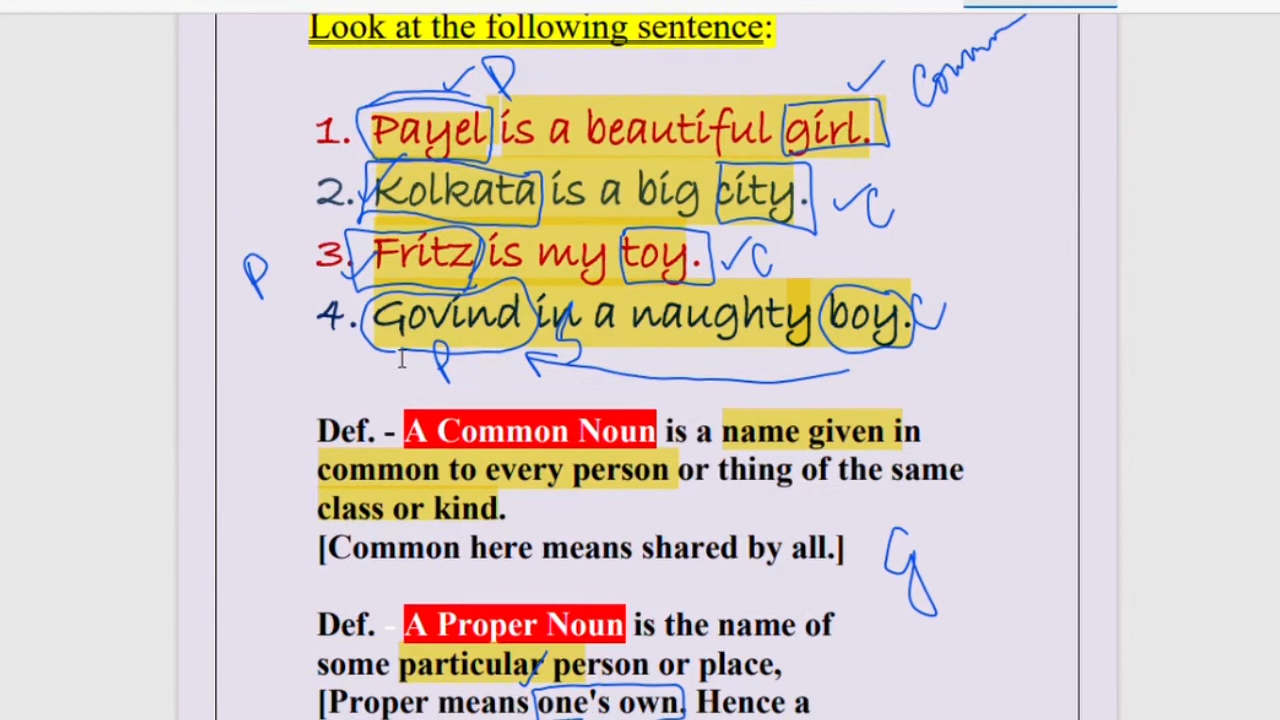 Look at the following sentence:
P Common
1. Payel is a beautiful girl.
2. Kolkata is a big city. C
P 3. Fritz is my toy. C
4. Govind in a naughty boy. C
s
P
Def. - A Common Noun is a name given in
common to every person or thing of the same
class or kind.
[Common here means shared by all.]
g
Def. - A Proper Noun is the name of
some particular person or place,
[Proper means one's own. Hence a